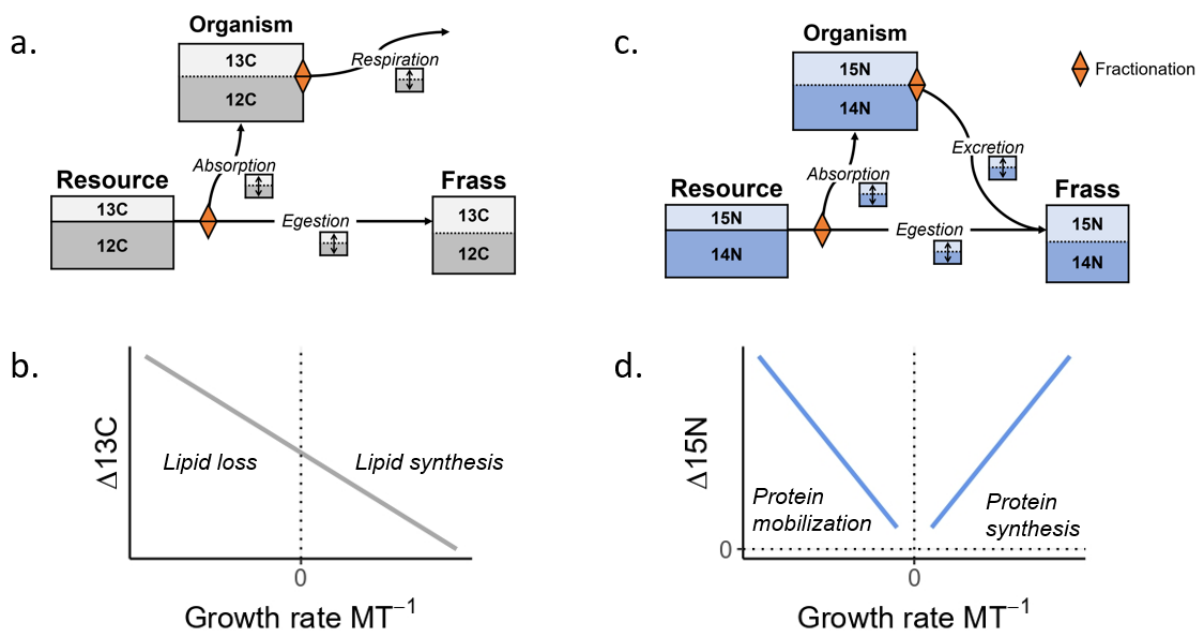 a.
Organism
13C
12C
Respiration
Absorption
Resource
13C
12C
Egestion
Frass
13C
12C
c.
Organism
15N
14N
Fractionation
Excretion
Absorption
Resource
15N
14N
Egestion
Frass
15N
14N
b.
Δ13C
Lipid loss
Lipid synthesis
0
Growth rate MT⁻¹
d.
Δ15N
Protein
mobilization
Protein
synthesis
0
0
Growth rate MT⁻¹